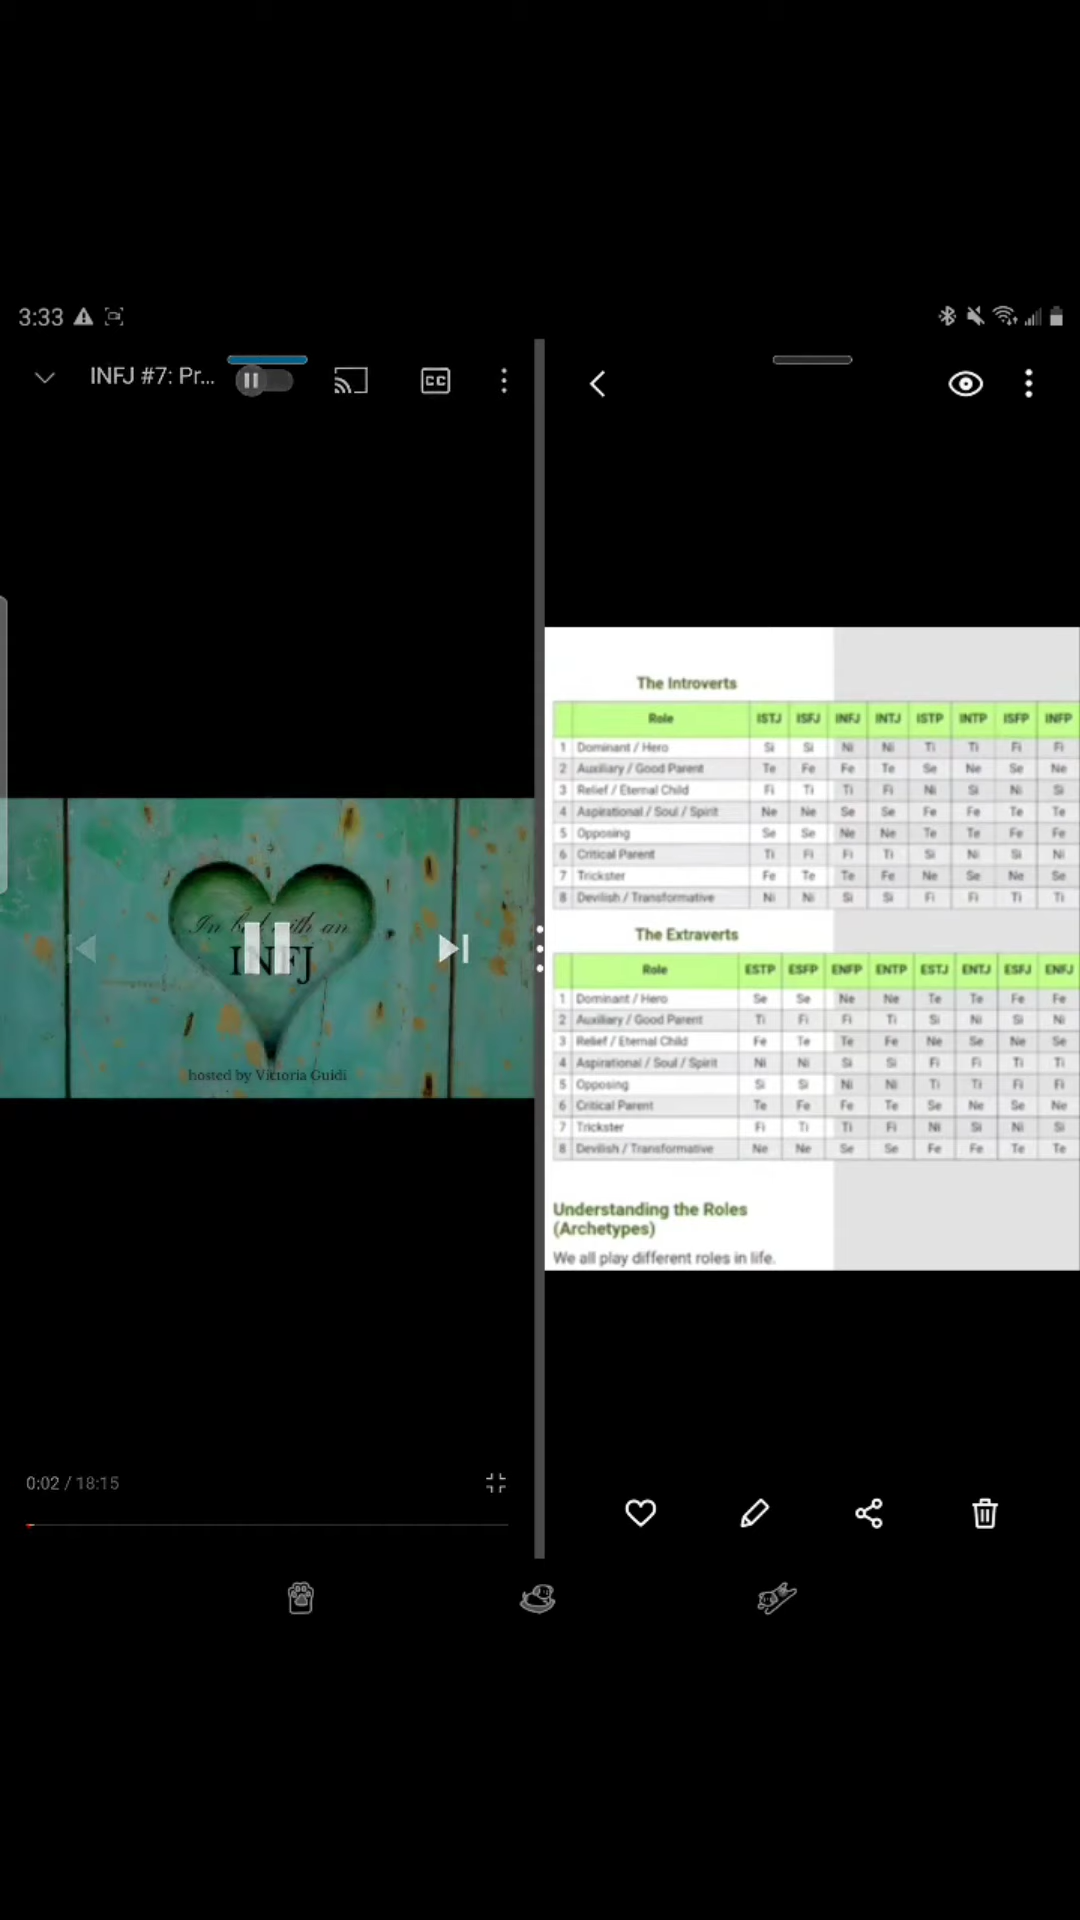 3:33
INFJ #7: Pr...
CC
In bed with an
INFJ
hosted by Victoria Guidi
0:02 / 18:15
The Introverts
Role ISTJ ISFJ INFJ INTJ ISTP INTP ISFP INFP
1 Dominant / Hero Si Si Ni Ni Ti Ti Fi Fi
2 Auxiliary / Good Parent Te Fe Fe Te Se Ne Se Ne
3 Relief / Eternal Child Fi Ti Ti Fi Ni Si Ni Si
4 Aspirational / Soul / Spirit Ne Ne Se Se Fe Fe Te Te
5 Opposing Se Se Ne Ne Te Te Fe Fe
6 Critical Parent Ti Fi Fi Ti Si Ni Si Ni
7 Trickster Fe Te Te Fe Ne Se Ne Se
8 Devilish / Transformative Ni Ni Si Si Fi Fi Ti Ti
The Extraverts
Role ESTP ESFP ENFP ENTP ESTJ ENTJ ESFJ ENFJ
1 Dominant / Hero Se Se Ne Ne Te Te Fe Fe
2 Auxiliary / Good Parent Ti Fi Fi Ti Si Ni Si Ni
3 Relief / Eternal Child Fe Te Te Fe Ne Se Ne Se
4 Aspirational / Soul / Spirit Ni Ni Si Si Fi Fi Ti Ti
5 Opposing Si Si Ni Ni Ti Ti Fi Fi
6 Critical Parent Te Fe Fe Te Se Ne Se Ne
7 Trickster Fi Ti Ti Fi Ni Si Ni Si
8 Devilish / Transformative Ne Ne Se Se Fe Fe Te Te
Understanding the Roles
(Archetypes)
We all play different roles in life.